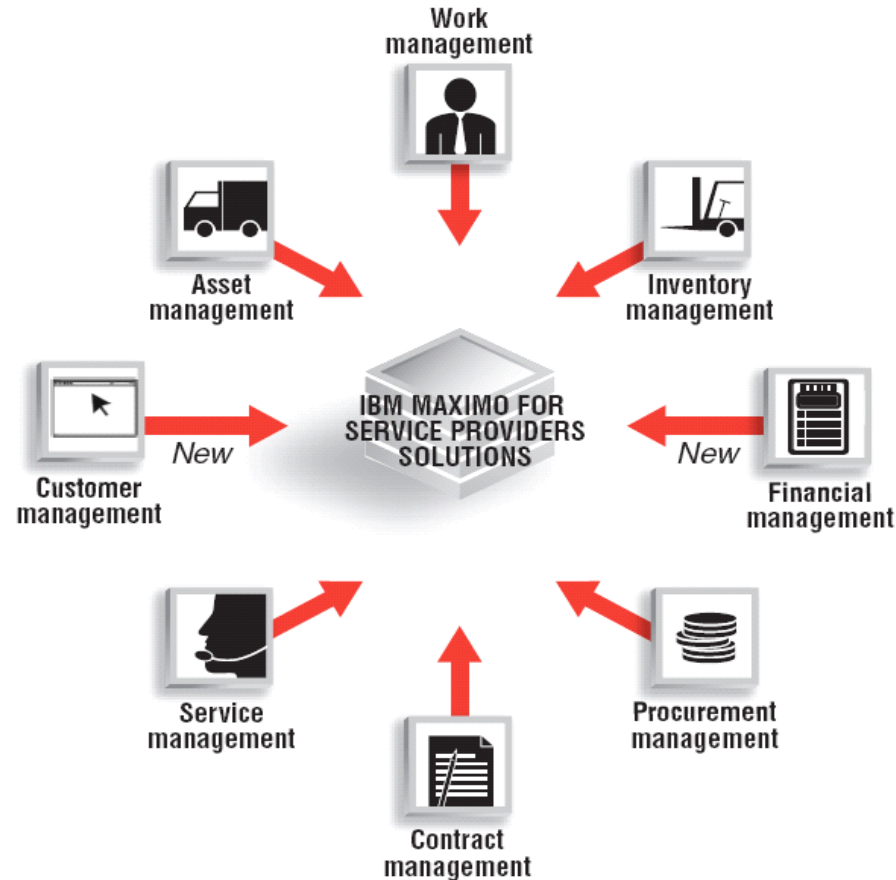 Work
management
Asset
management
Inventory
management
IBM MAXIMO FOR
SERVICE PROVIDERS
SOLUTIONS
New
New
Customer
management
Financial
management
Service
management
Procurement
management
Contract
management